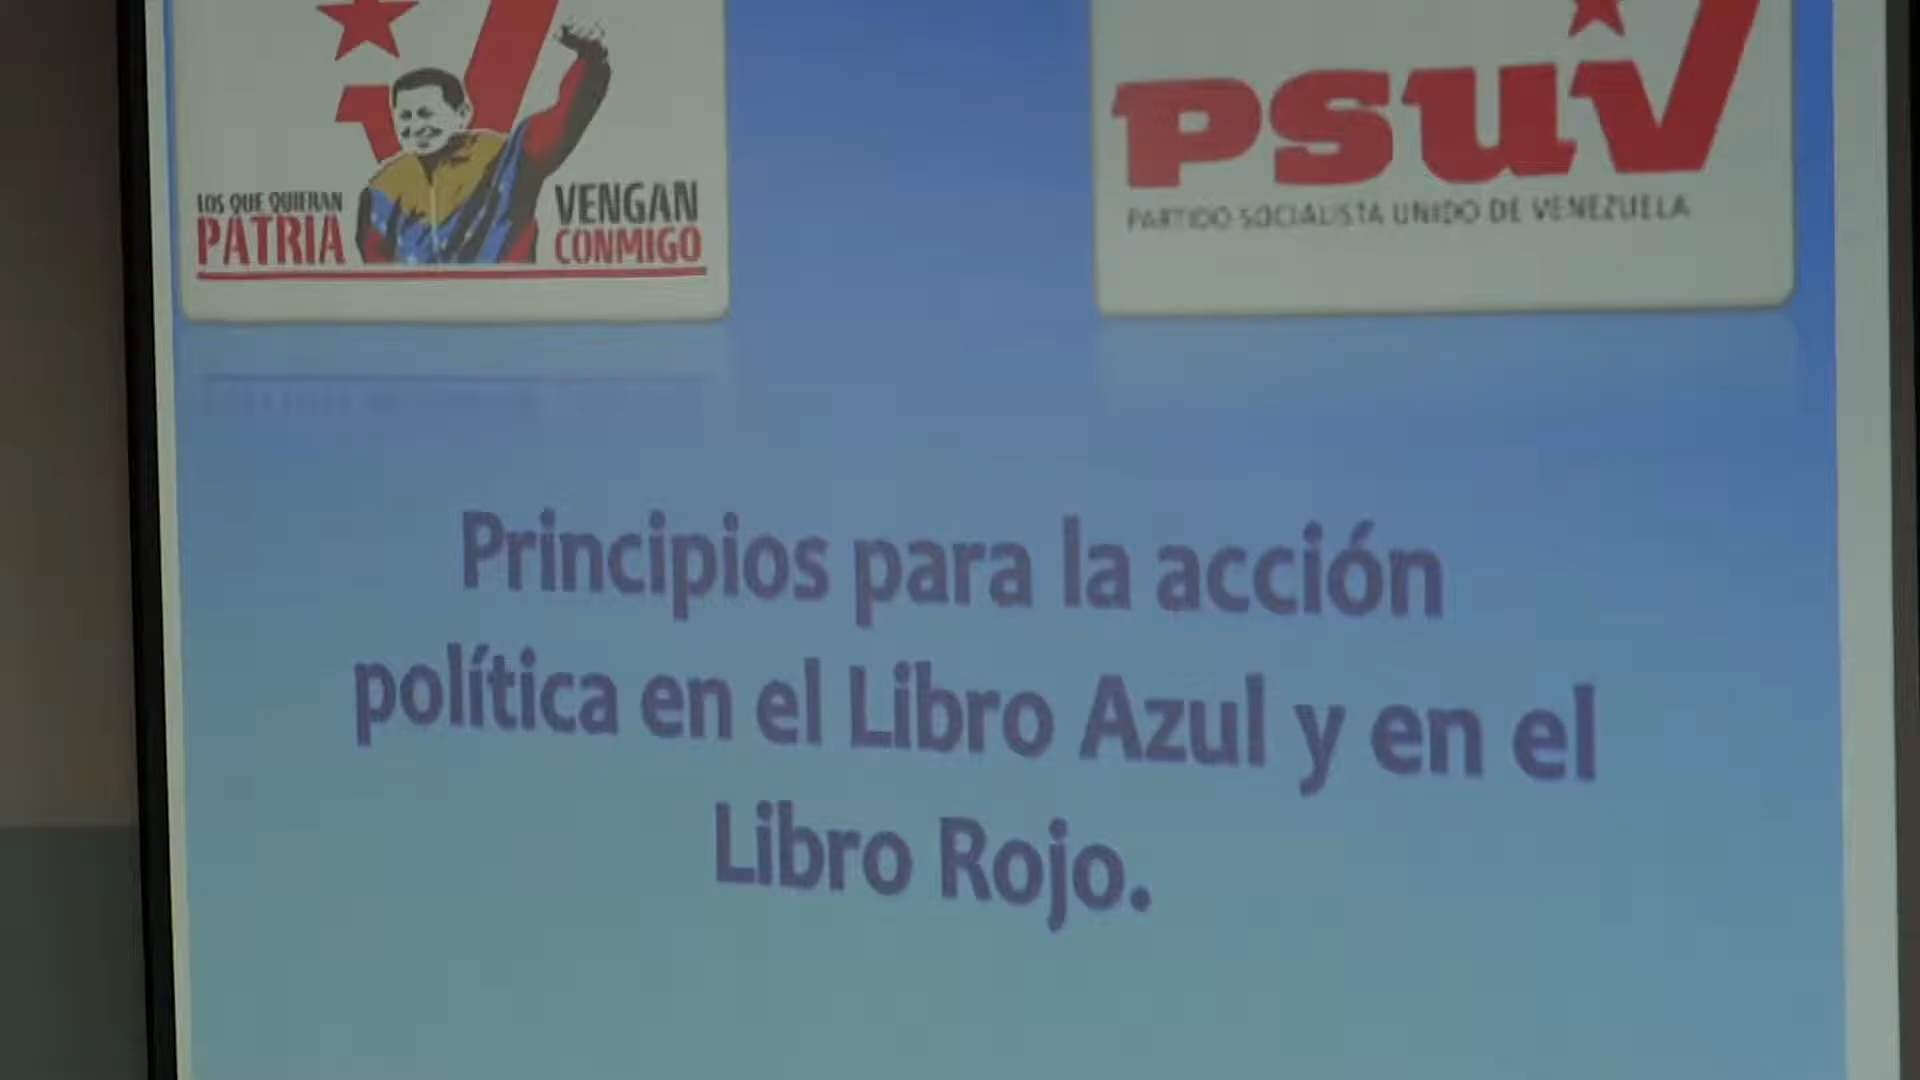 LOS QUE QUIERAN
PATRIA
VENGAN
CONMIGO
PSUV
PARTIDO SOCIALISTA UNIDO DE VENEZUELA
Principios para la acción
política en el Libro Azul y en el
Libro Rojo.